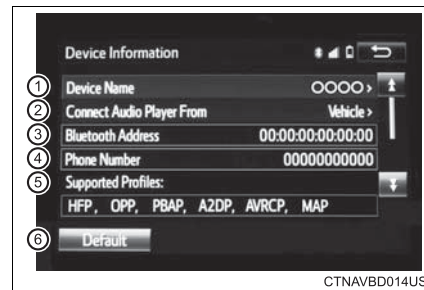 Device Information
① Device Name OOOO >
② Connect Audio Player From Vehicle >
③ Bluetooth Address 00:00:00:00:00:00
④ Phone Number 00000000000
⑤ Supported Profiles:
HFP, OPP, PBAP, A2DP, AVRCP, MAP
⑥ Default
CTNAVBD014US